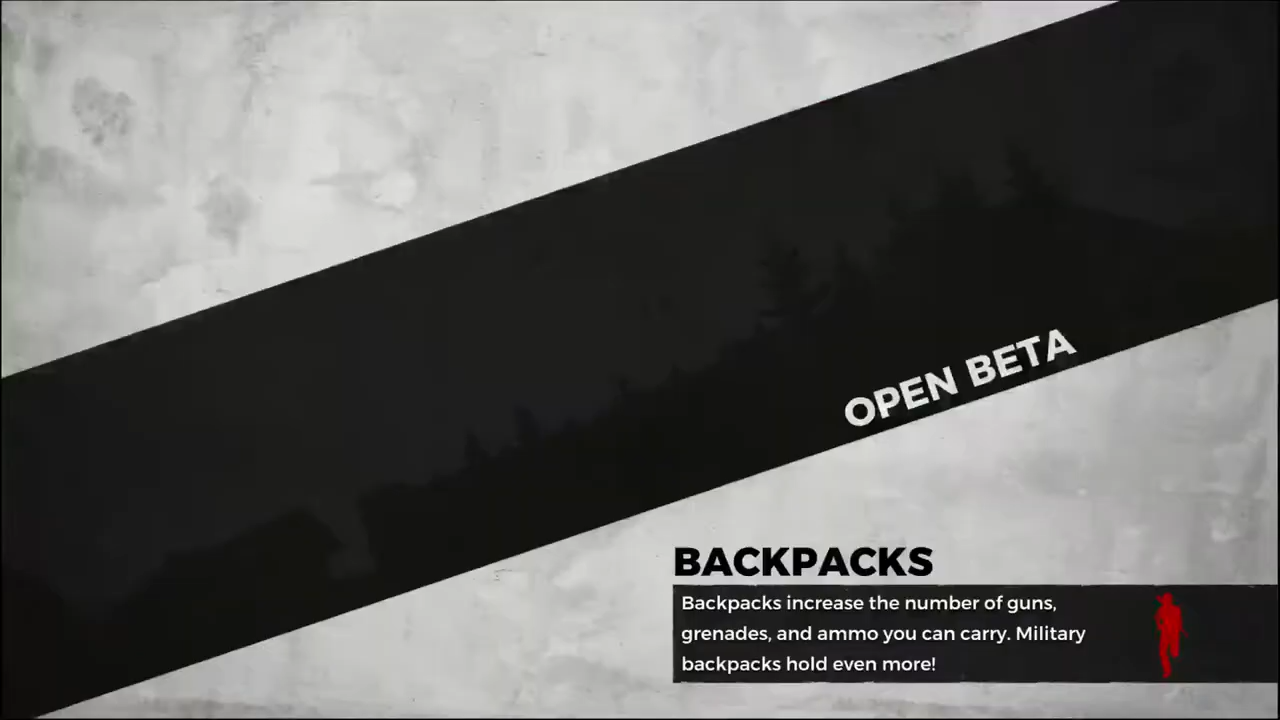 OPEN BETA
BACKPACKS
Backpacks increase the number of guns,
grenades, and ammo you can carry. Military
backpacks hold even more!